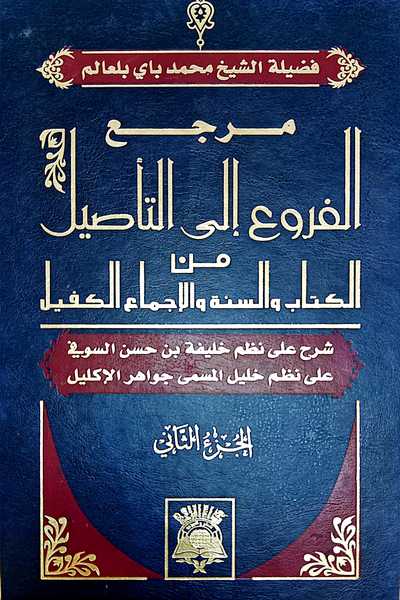 فضيلة الشيخ محمد باي بلعالم
مرجع
الفروع إلى التأصيل
من
الكتاب والسنة والإجماع الكفيل
شرح على نظم خليفة بن حسن السوفي
على نظم خليل المسمى جواهر الإكليل
الجزء الثاني